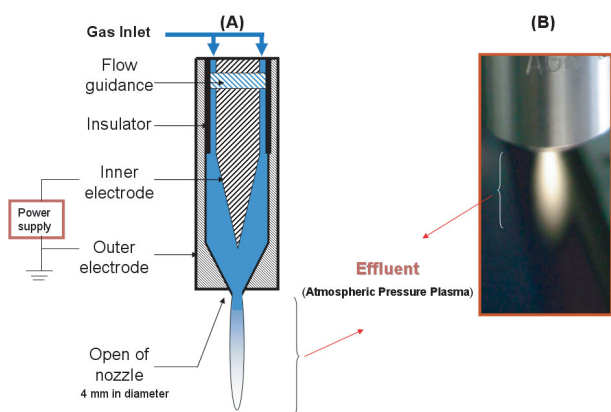 (A)
(B)
Gas Inlet
Flow
guidance
Insulator
Inner
electrode
Power
supply
Outer
electrode
Effluent
(Atmospheric Pressure Plasma)
Open of
nozzle
4 mm in diameter